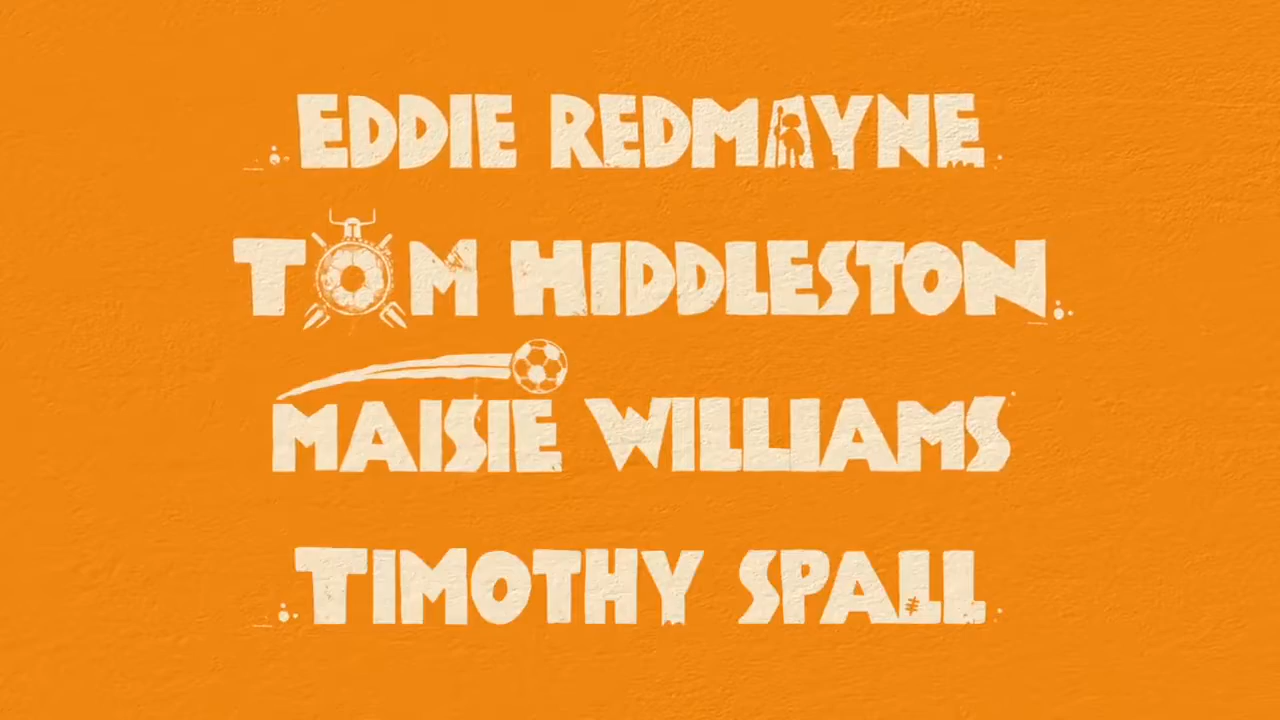 EDDIE REDMAYNE
TOM HIDDLESTON
MAISIE WILLIAMS
TIMOTHY SPALL